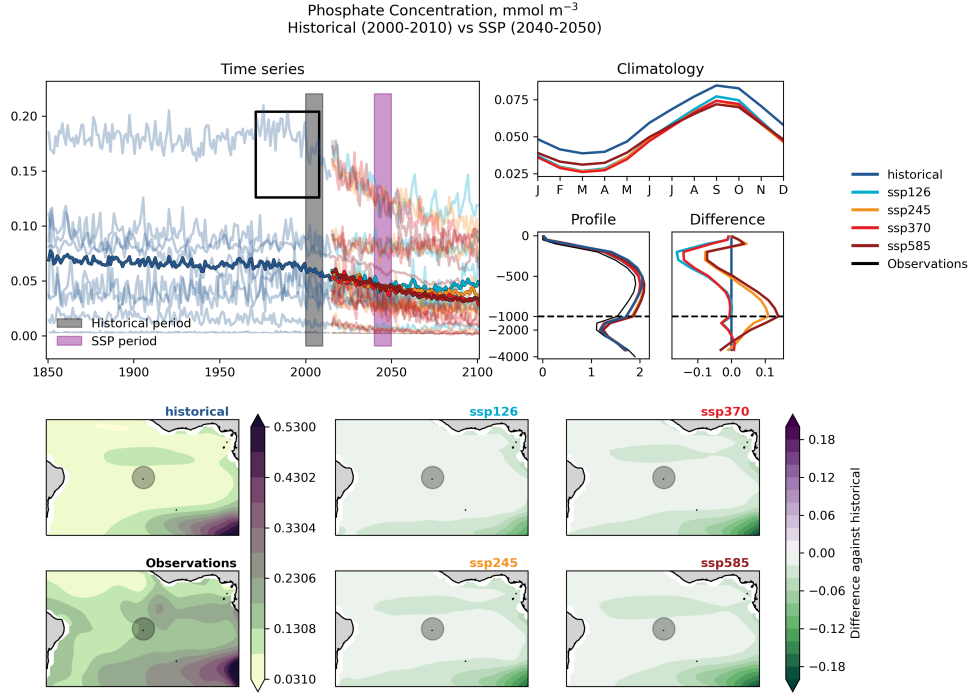 Phosphate Concentration, mmol m⁻³
Historical (2000-2010) vs SSP (2040-2050)
Time series
0.20
0.15
0.10
0.05
0.00
Historical period
SSP period
1850
1900
1950
2000
2050
2100
Climatology
0.075
0.050
0.025
J F M A M J J A S O N D
Profile
0
−500
−1000
−2000
−4000
0 1 2
Difference
−0.1 0.0 0.1
historical
ssp126
ssp245
ssp370
ssp585
Observations
historical
ssp126
ssp370
Observations
ssp245
ssp585
0.5300
0.4302
0.3304
0.2306
0.1308
0.0310
0.18
0.12
0.06
0.00
−0.06
−0.12
−0.18
Difference against historical